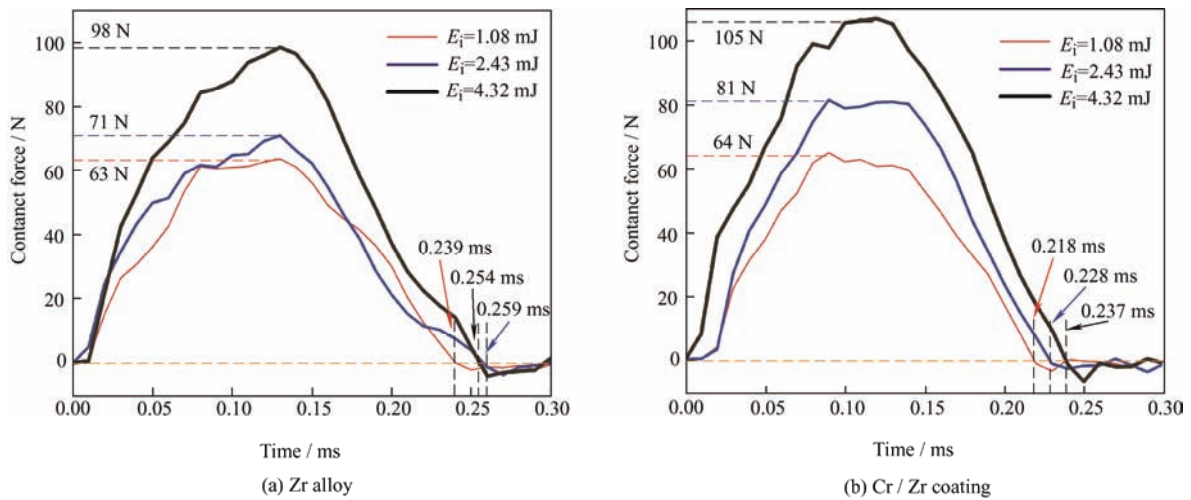 98 N
100
80
60
40
20
0
71 N
63 N
Contanct force / N
Ei=1.08 mJ
Ei=2.43 mJ
Ei=4.32 mJ
0.239 ms
0.254 ms
0.259 ms
0.00 0.05 0.10 0.15 0.20 0.25 0.30
Time / ms
(a) Zr alloy
100
80
60
40
20
0
105 N
81 N
64 N
Contanct force / N
Ei=1.08 mJ
Ei=2.43 mJ
Ei=4.32 mJ
0.218 ms
0.228 ms
0.237 ms
0.00 0.05 0.10 0.15 0.20 0.25 0.30
Time / ms
(b) Cr / Zr coating